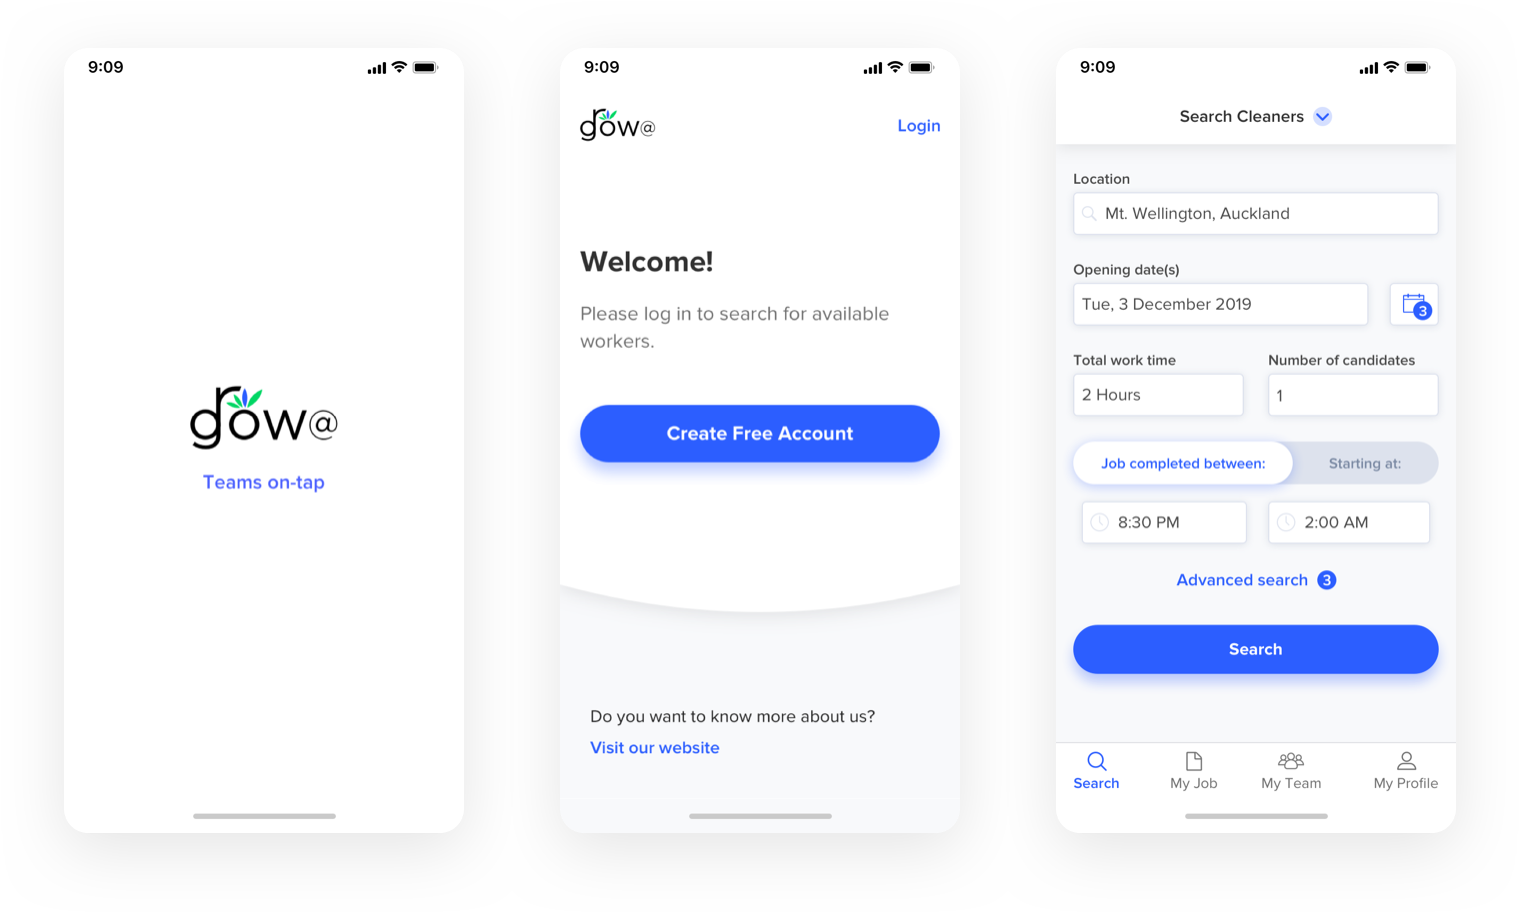 9:09
grow@
Teams on-tap
9:09
grow@
Login
Welcome!
Please log in to search for available
workers.
Create Free Account
Do you want to know more about us?
Visit our website
9:09
Search Cleaners
Location
Mt. Wellington, Auckland
Opening date(s)
Tue, 3 December 2019
3
Total work time
Number of candidates
2 Hours
1
Job completed between:
Starting at:
8:30 PM
2:00 AM
Advanced search 3
Search
Search
My Job
My Team
My Profile